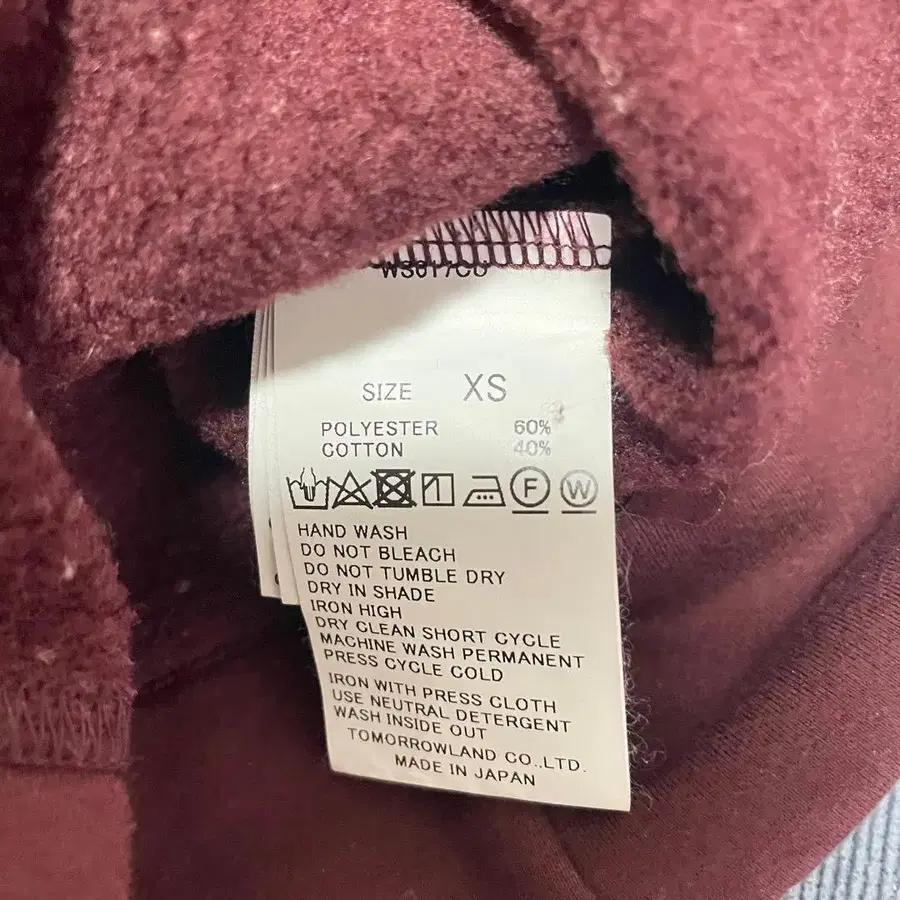 SIZE XS
POLYESTER 60%
COTTON 40%
F W
HAND WASH
DO NOT BLEACH
DO NOT TUMBLE DRY
DRY IN SHADE
IRON HIGH
DRY CLEAN SHORT CYCLE
MACHINE WASH PERMANENT
PRESS CYCLE COLD
IRON WITH PRESS CLOTH
USE NEUTRAL DETERGENT
WASH INSIDE OUT
TOMORROWLAND CO.,LTD.
MADE IN JAPAN